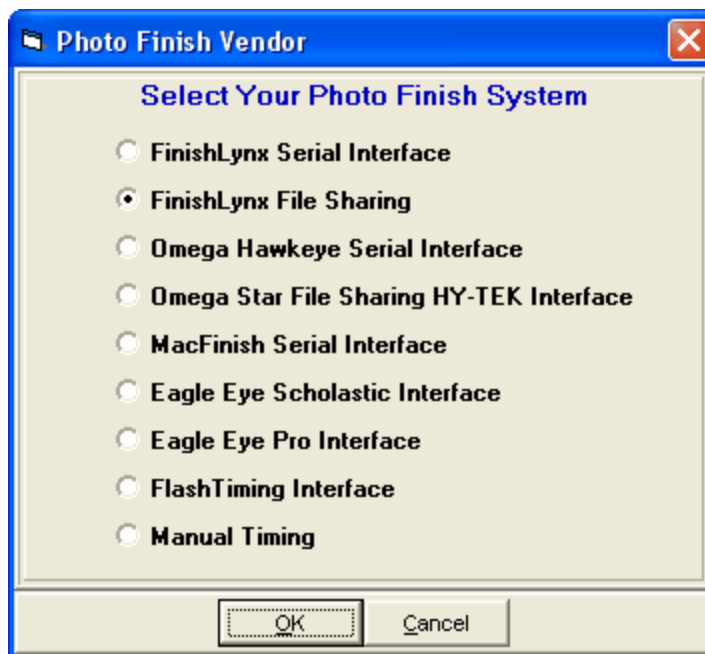 Photo Finish Vendor
Select Your Photo Finish System
FinishLynx Serial Interface
FinishLynx File Sharing
Omega Hawkeye Serial Interface
Omega Star File Sharing HY-TEK Interface
MacFinish Serial Interface
Eagle Eye Scholastic Interface
Eagle Eye Pro Interface
FlashTiming Interface
Manual Timing
OK Cancel